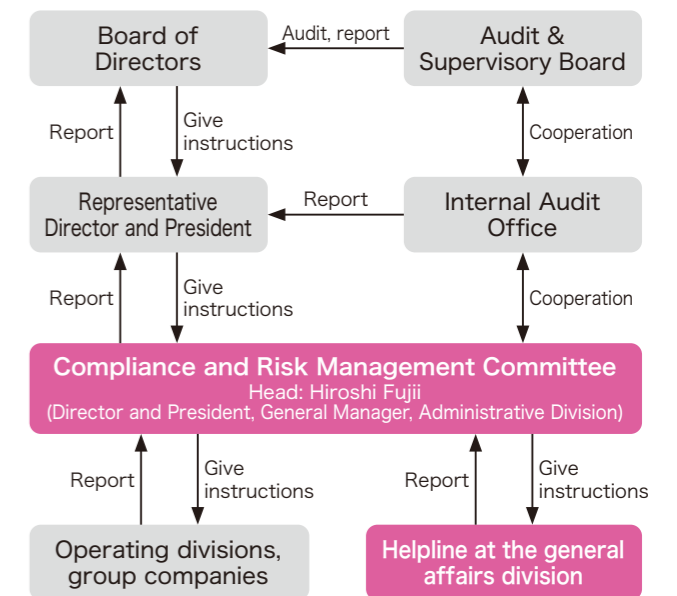 Board of
Directors
Audit, report
Audit &
Supervisory Board
Report
Give
instructions
Cooperation
Representative
Director and President
Report
Internal Audit
Office
Report
Give
instructions
Cooperation
Compliance and Risk Management Committee
Head: Hiroshi Fujii
(Director and President, General Manager, Administrative Division)
Report
Give
instructions
Report
Give
instructions
Operating divisions,
group companies
Helpline at the general
affairs division